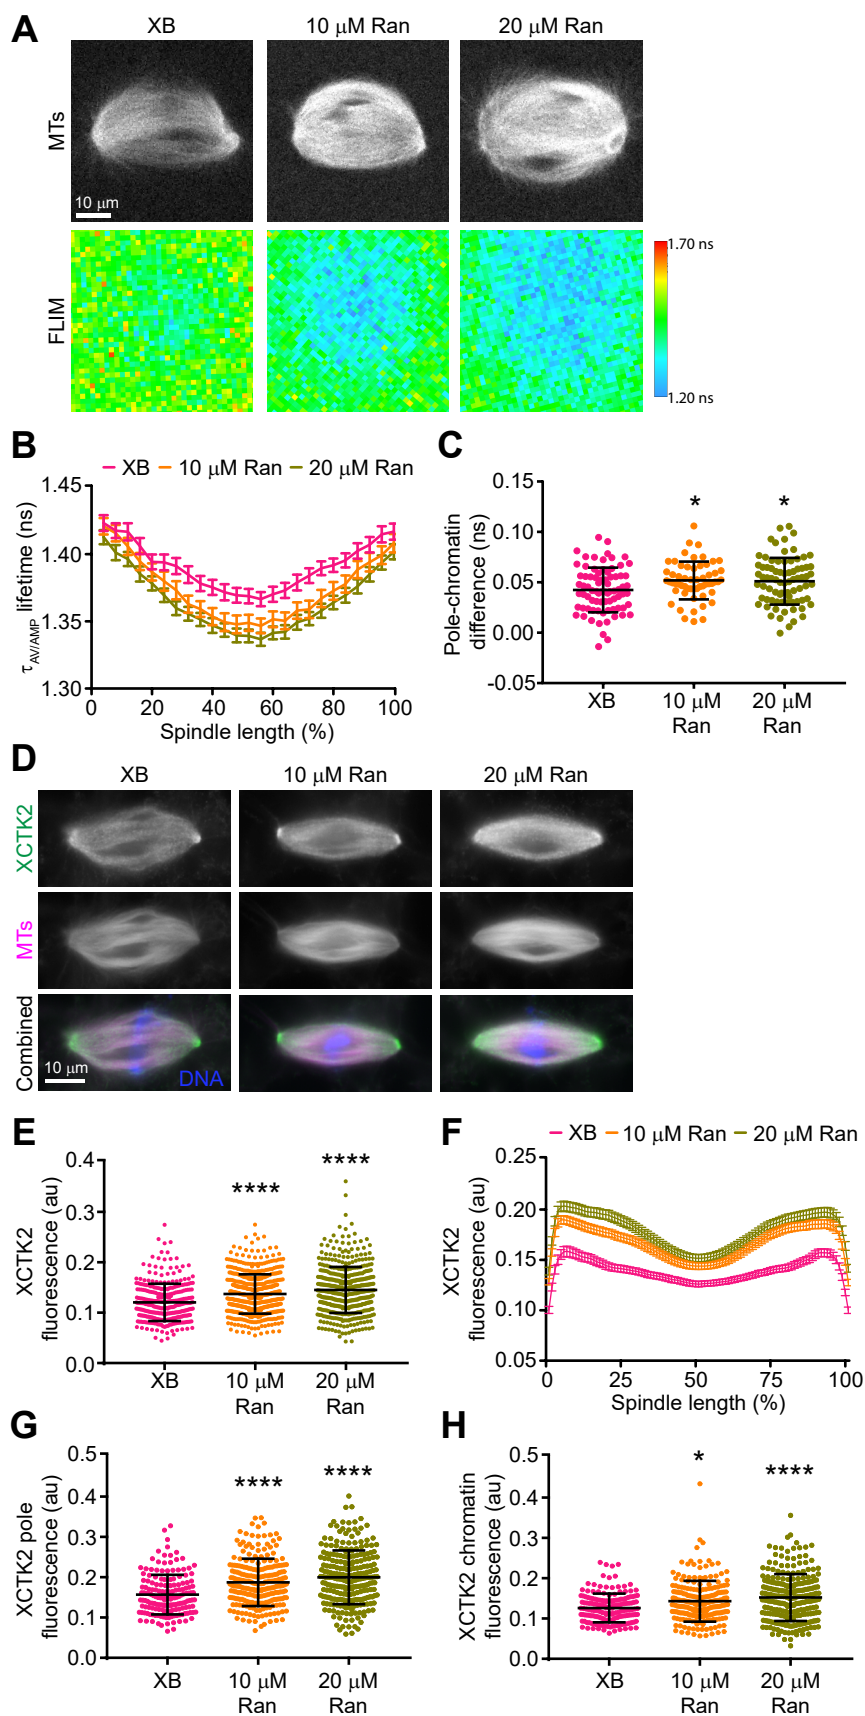 A
XB
10 μM Ran
20 μM Ran
MTs
10 μm
FLIM
1.70 ns
1.20 ns
B
XB
10 μM Ran
20 μM Ran
τAV/AMP lifetime (ns)
1.45
1.40
1.35
1.30
0 20 40 60 80 100
Spindle length (%)
C
Pole-chromatin
difference (ns)
0.15
0.10
0.05
0.00
-0.05
* *
XB
10 μM
Ran
20 μM
Ran
D
XB
10 μM Ran
20 μM Ran
XCTK2
MTs
Combined
10 μm
DNA
E
XCTK2
fluorescence (au)
0.4
0.3
0.2
0.1
0.0
**** ****
XB
10 μM
Ran
20 μM
Ran
F
XB
10 μM Ran
20 μM Ran
XCTK2
fluorescence (au)
0.25
0.20
0.15
0.10
0.05
0 25 50 75 100
Spindle length (%)
G
XCTK2 pole
fluorescence (au)
0.5
0.4
0.3
0.2
0.1
0.0
**** ****
XB
10 μM
Ran
20 μM
Ran
H
XCTK2 chromatin
fluorescence (au)
0.5
0.4
0.3
0.2
0.1
0.0
* ****
XB
10 μM
Ran
20 μM
Ran